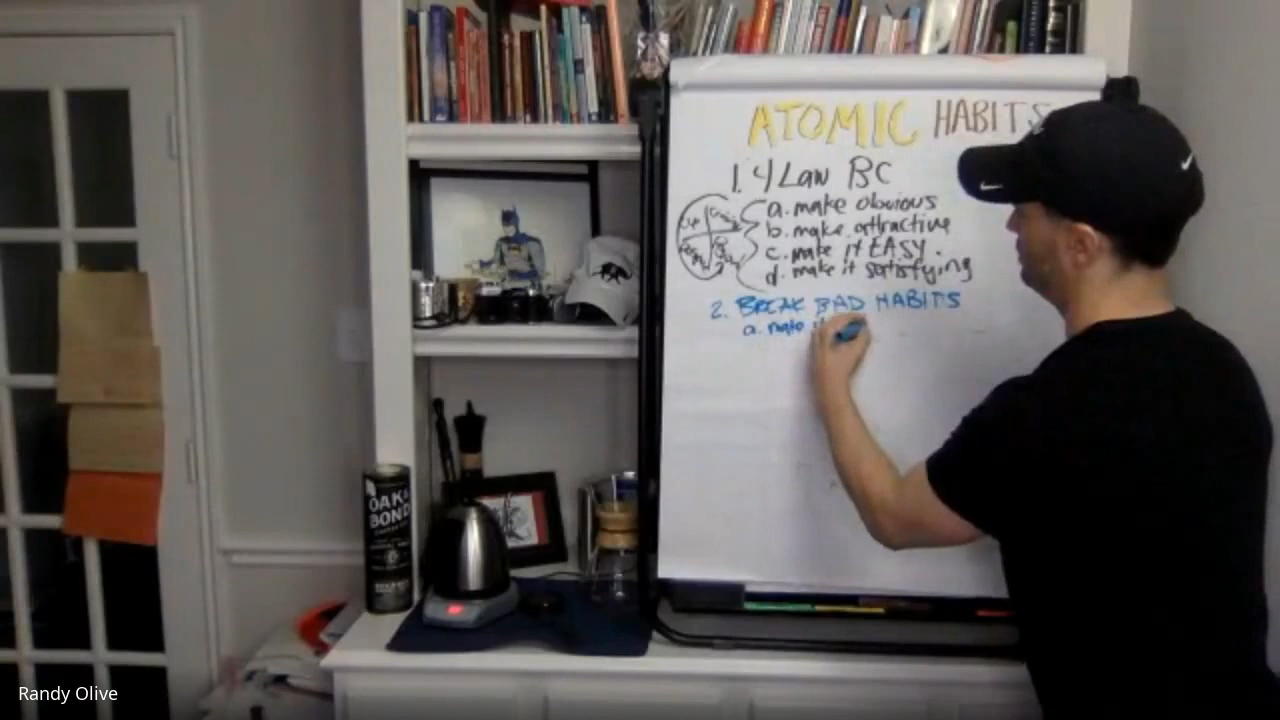 ATOMIC HABITS
1. 4 Law BC
a. make obvious
b. make attractive
c. make it EASY.
d. make it satisfying
2. BREAK BAD HABITS
a. make
OAK &
BOND
Randy Olive